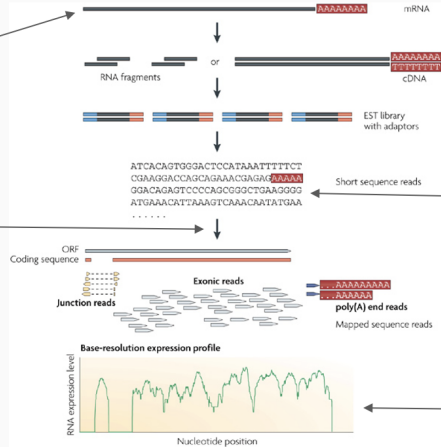 AAAAAAAA mRNA
RNA fragments or
AAAAAAAA
TTTTTTTT
cDNA
EST library
with adaptors
ATCACAGTGGGACTCCATAAATTTTTCT
CGAAGGACCAGCAGAAACGAGAGAAAAA
GGACAGAGTCCCCAGCGGGCTGAAGGGG
ATGAAACATTAAAGTCAAACAATATGAA
......
Short sequence reads
ORF
Coding sequence
Junction reads
Exonic reads
...AAAAAAAAA
...AAAAAA
poly(A) end reads
Mapped sequence reads
Base-resolution expression profile
RNA expression level
Nucleotide position